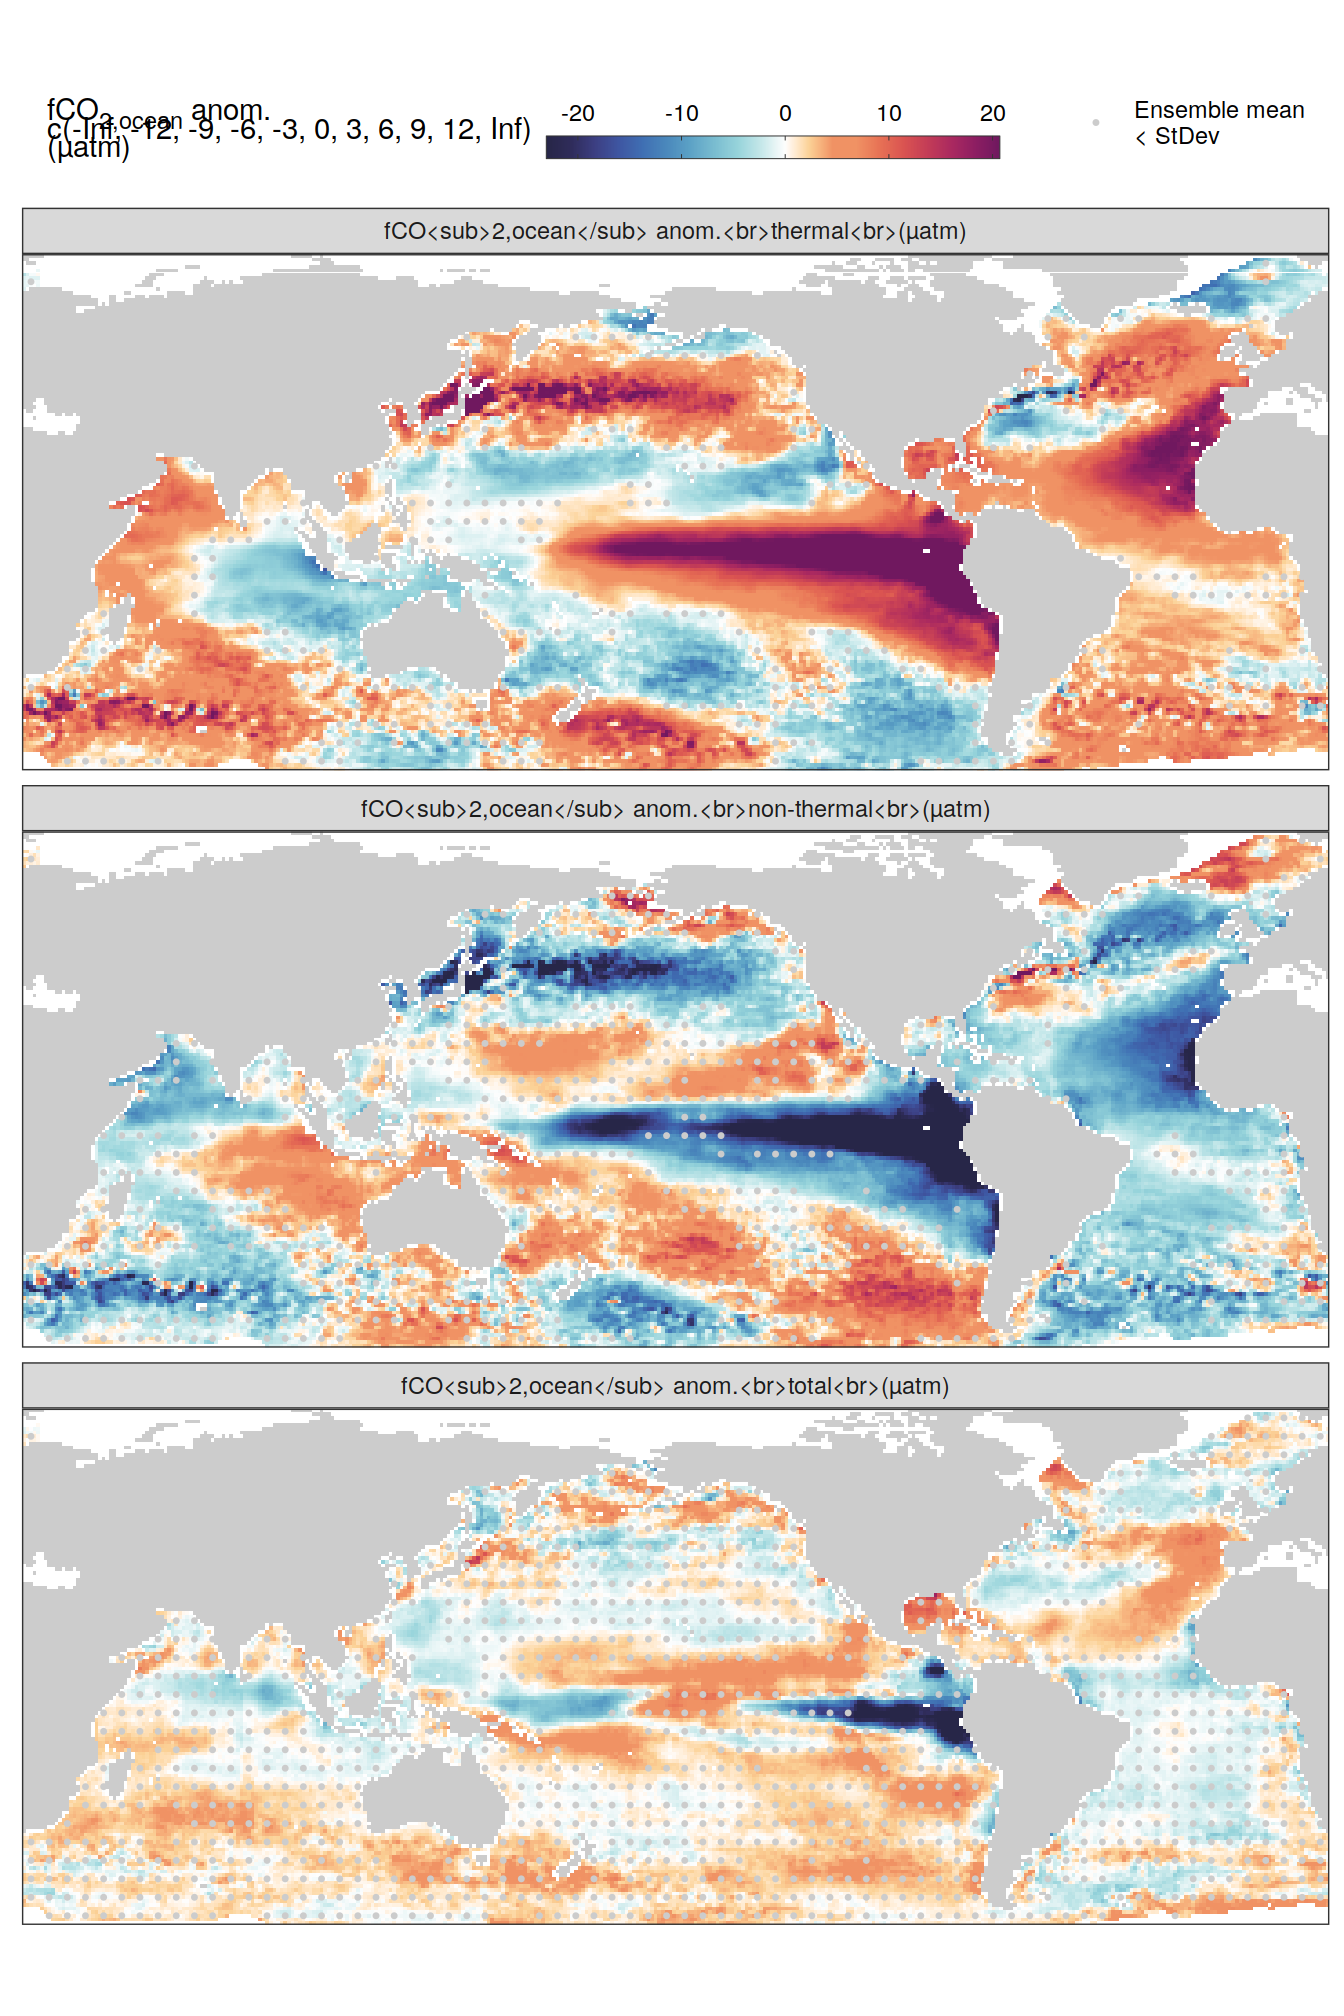 fCO2,ocean anom.
c(-Inf, -12, -9, -6, -3, 0, 3, 6, 9, 12, Inf)
(µatm)
-20 -10 0 10 20
Ensemble mean
< StDev
fCO<sub>2,ocean</sub> anom.<br>thermal<br>(µatm)
fCO<sub>2,ocean</sub> anom.<br>non-thermal<br>(µatm)
fCO<sub>2,ocean</sub> anom.<br>total<br>(µatm)